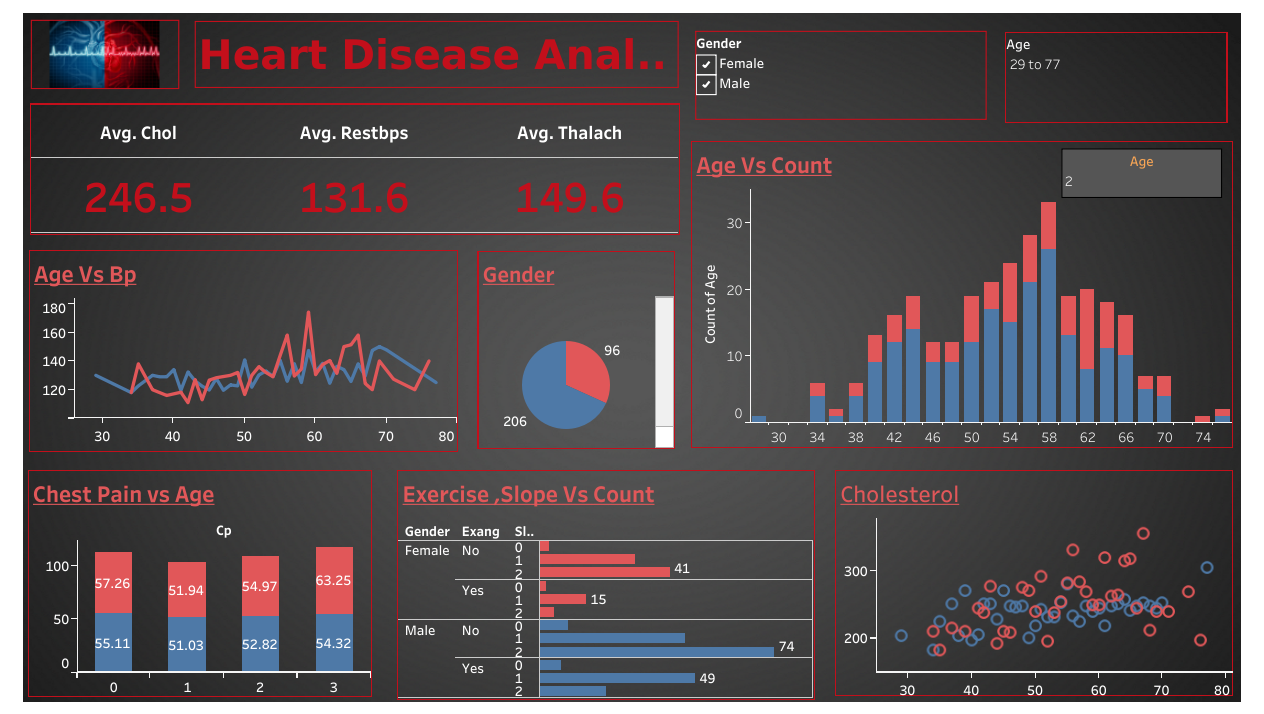 Heart Disease Anal..
Gender
Female
Male
Age
29 to 77
Avg. Chol Avg. Restbps Avg. Thalach
246.5 131.6 149.6
Age Vs Count
Age
2
Count of Age
30
20
10
0
30 34 38 42 46 50 54 58 62 66 70 74
Age Vs Bp
180
160
140
120
30 40 50 60 70 80
Gender
96
206
Chest Pain vs Age
Cp
100
50
0
57.26 51.94 54.97 63.25
55.11 51.03 52.82 54.32
0 1 2 3
Exercise ,Slope Vs Count
Gender Exang Sl..
Female No 0
1
2 41
Yes 0
1 15
2
Male No 0
1
2 74
Yes 0
1 49
2
Cholesterol
300
200
30 40 50 60 70 80